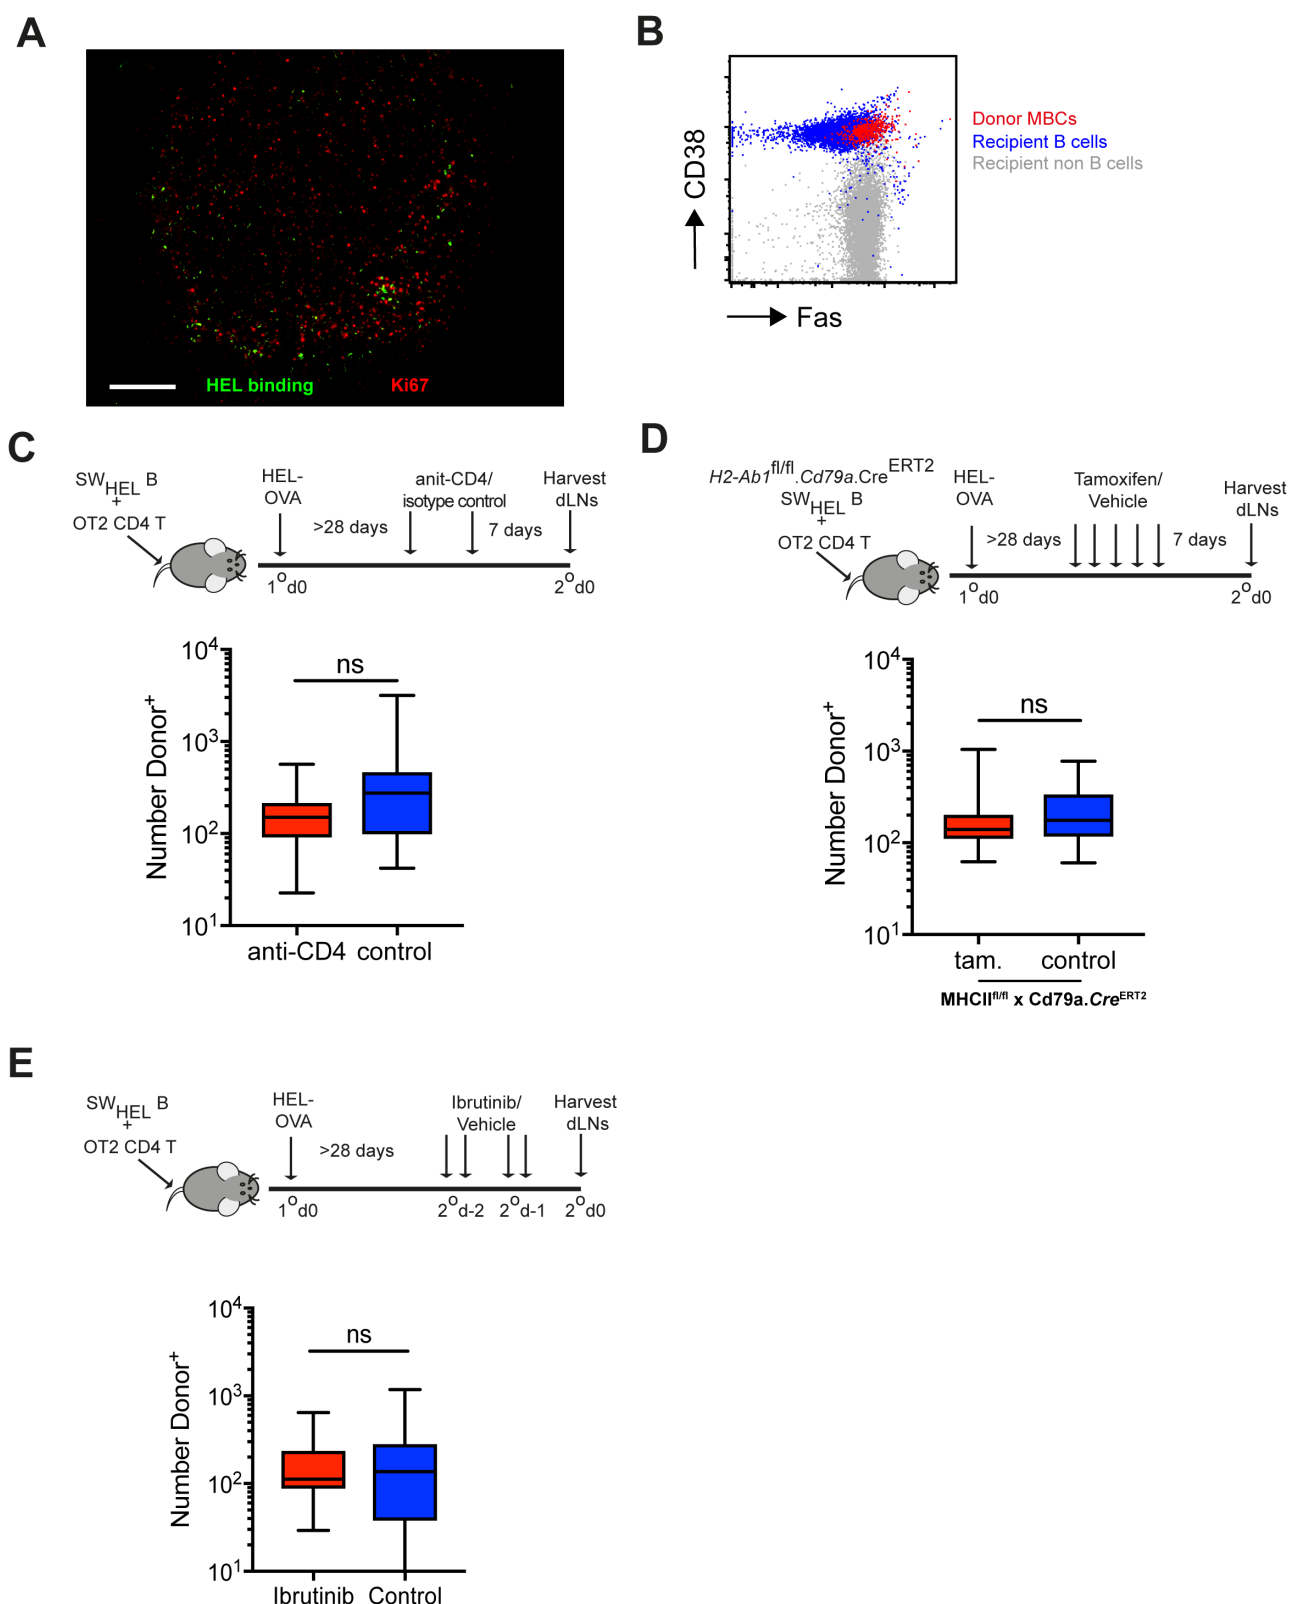 A
HEL binding
Ki67
B
CD38
Fas
Donor MBCs
Recipient B cells
Recipient non B cells
C
SWHEL B
+
OT2 CD4 T
HEL-
OVA
>28 days
anit-CD4/
isotype control
7 days
Harvest
dLNs
1°d0
2°d0
Number Donor+
10⁴
10³
10²
10¹
ns
anti-CD4
control
D
H2-Ab1fl/fl.Cd79a.CreERT2
SWHEL B
+
OT2 CD4 T
HEL-
OVA
>28 days
Tamoxifen/
Vehicle
7 days
Harvest
dLNs
1°d0
2°d0
Number Donor+
10⁴
10³
10²
10¹
ns
tam.
control
MHCIIfl/fl x Cd79a.CreERT2
E
SWHEL B
+
OT2 CD4 T
HEL-
OVA
>28 days
Ibrutinib/
Vehicle
Harvest
dLNs
1°d0
2°d-2
2°d-1
2°d0
Number Donor+
10⁴
10³
10²
10¹
ns
Ibrutinib
Control